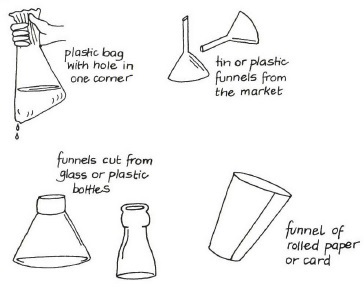 plastic bag
with hole in
one corner
tin or plastic
funnels from
the market
funnels cut from
glass or plastic
bottles
funnel of
rolled paper
or card